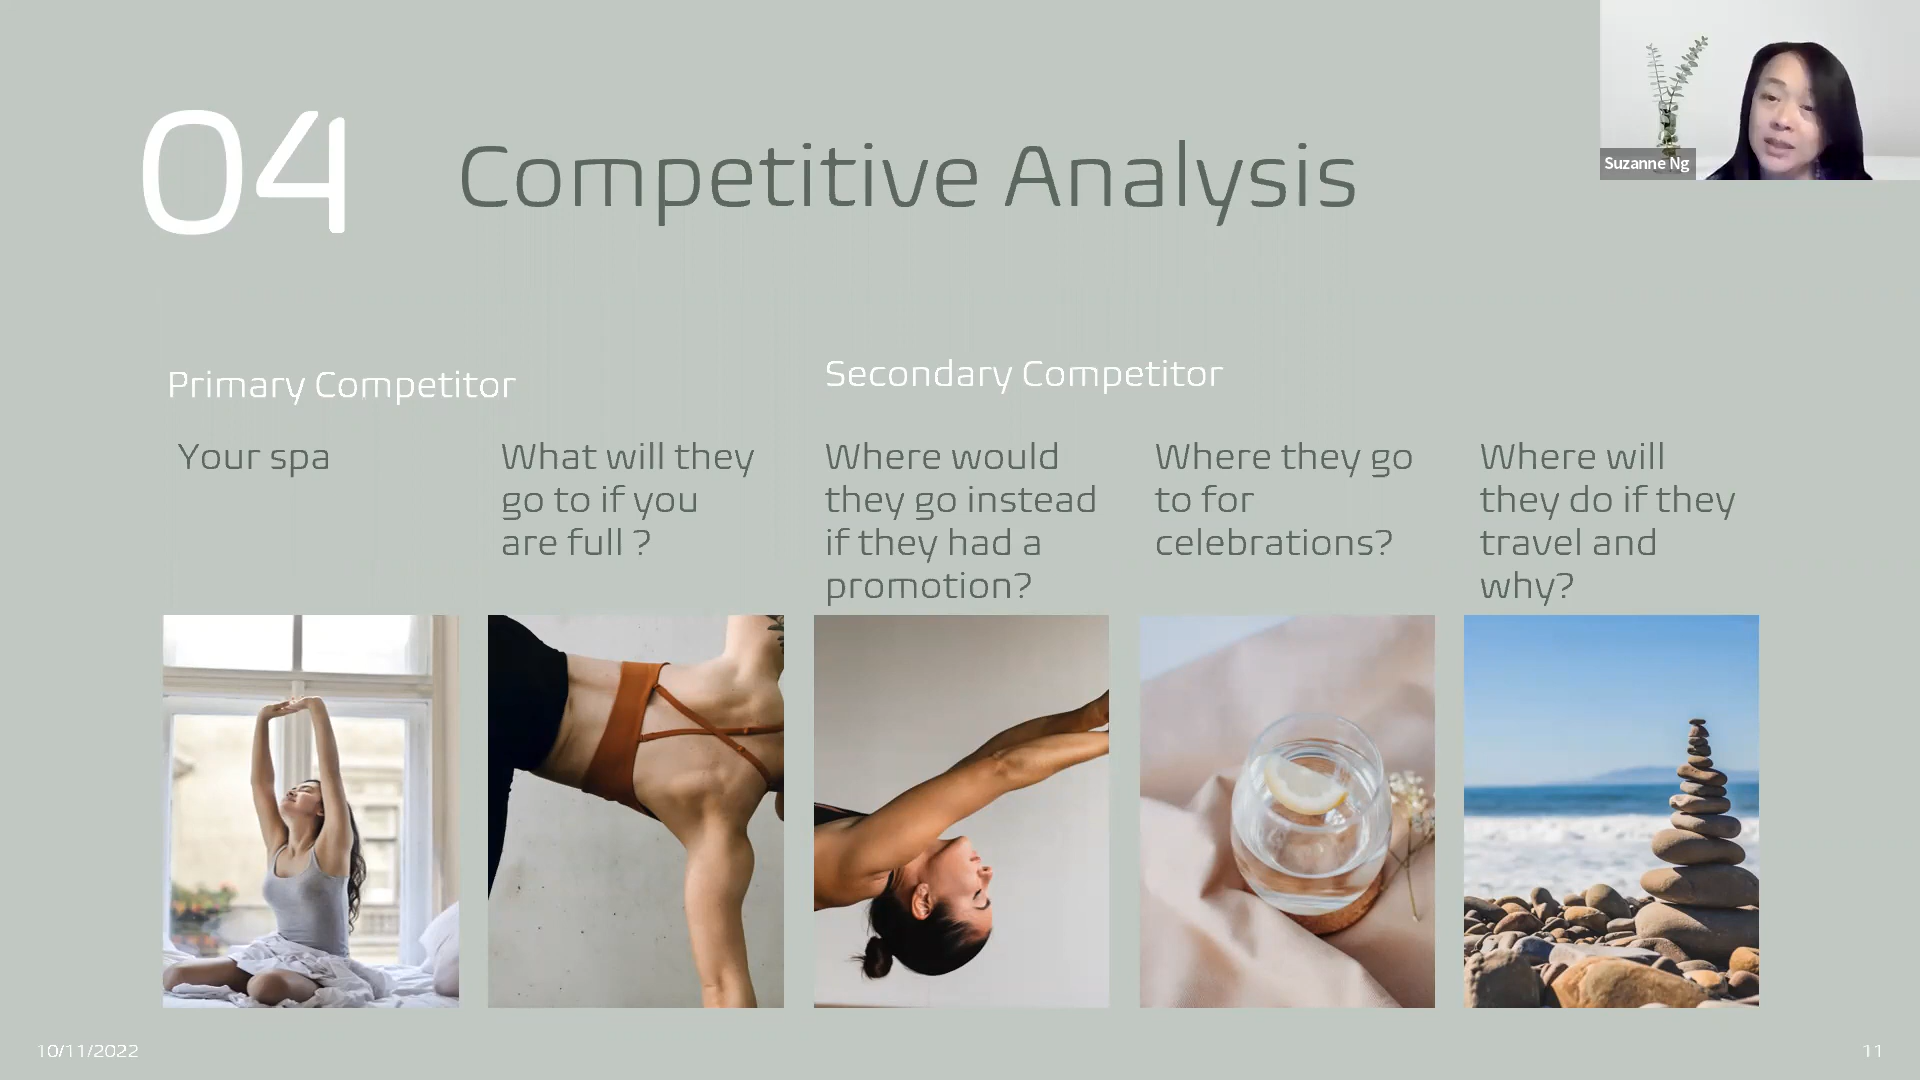 04
Competitive Analysis
Suzanne Ng
Primary Competitor
Secondary Competitor
Your spa
What will they
go to if you
are full ?
Where would
they go instead
if they had a
promotion?
Where they go
to for
celebrations?
Where will
they do if they
travel and
why?
10/11/2022
11